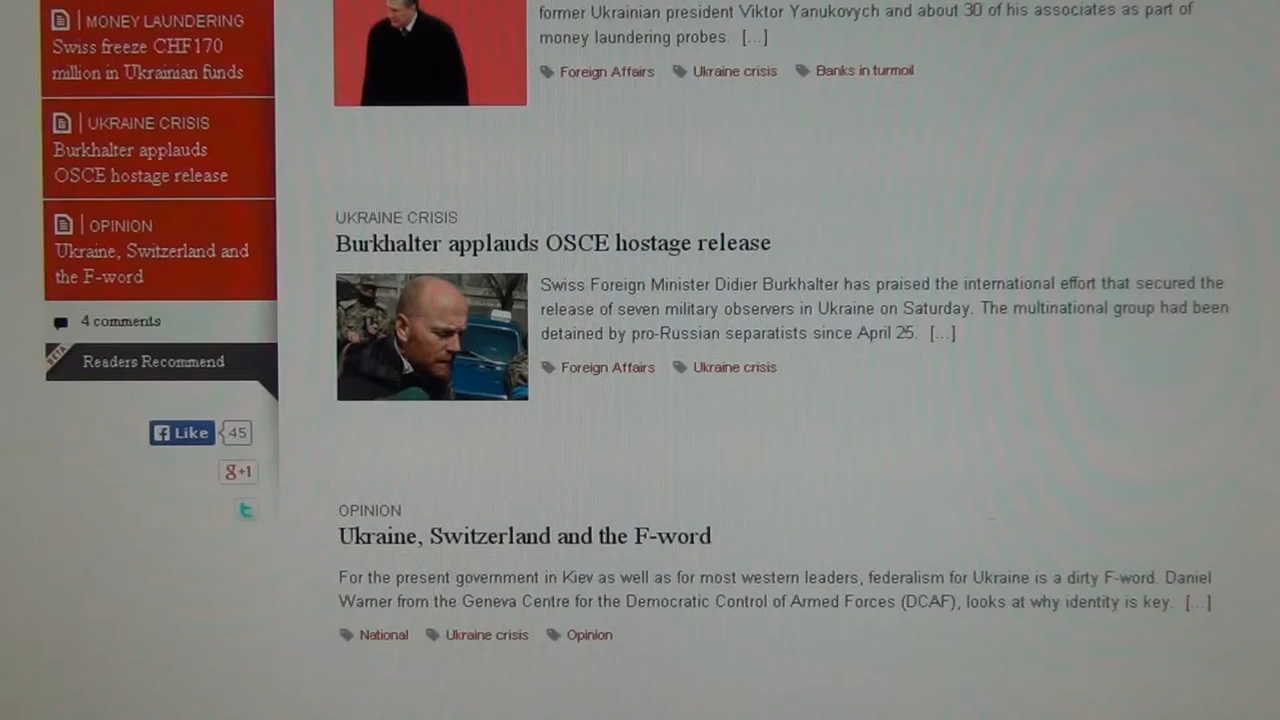 MONEY LAUNDERING
Swiss freeze CHF170
million in Ukrainian funds
UKRAINE CRISIS
Burkhalter applauds
OSCE hostage release
OPINION
Ukraine, Switzerland and
the F-word
4 comments
BETA
Readers Recommend
Like 45
g+1
former Ukrainian president Viktor Yanukovych and about 30 of his associates as part of
money laundering probes. [...]
Foreign Affairs Ukraine crisis Banks in turmoil
UKRAINE CRISIS
Burkhalter applauds OSCE hostage release
Swiss Foreign Minister Didier Burkhalter has praised the international effort that secured the
release of seven military observers in Ukraine on Saturday. The multinational group had been
detained by pro-Russian separatists since April 25. [...]
Foreign Affairs Ukraine crisis
OPINION
Ukraine, Switzerland and the F-word
For the present government in Kiev as well as for most western leaders, federalism for Ukraine is a dirty F-word. Daniel
Warner from the Geneva Centre for the Democratic Control of Armed Forces (DCAF), looks at why identity is key. [...]
National Ukraine crisis Opinion